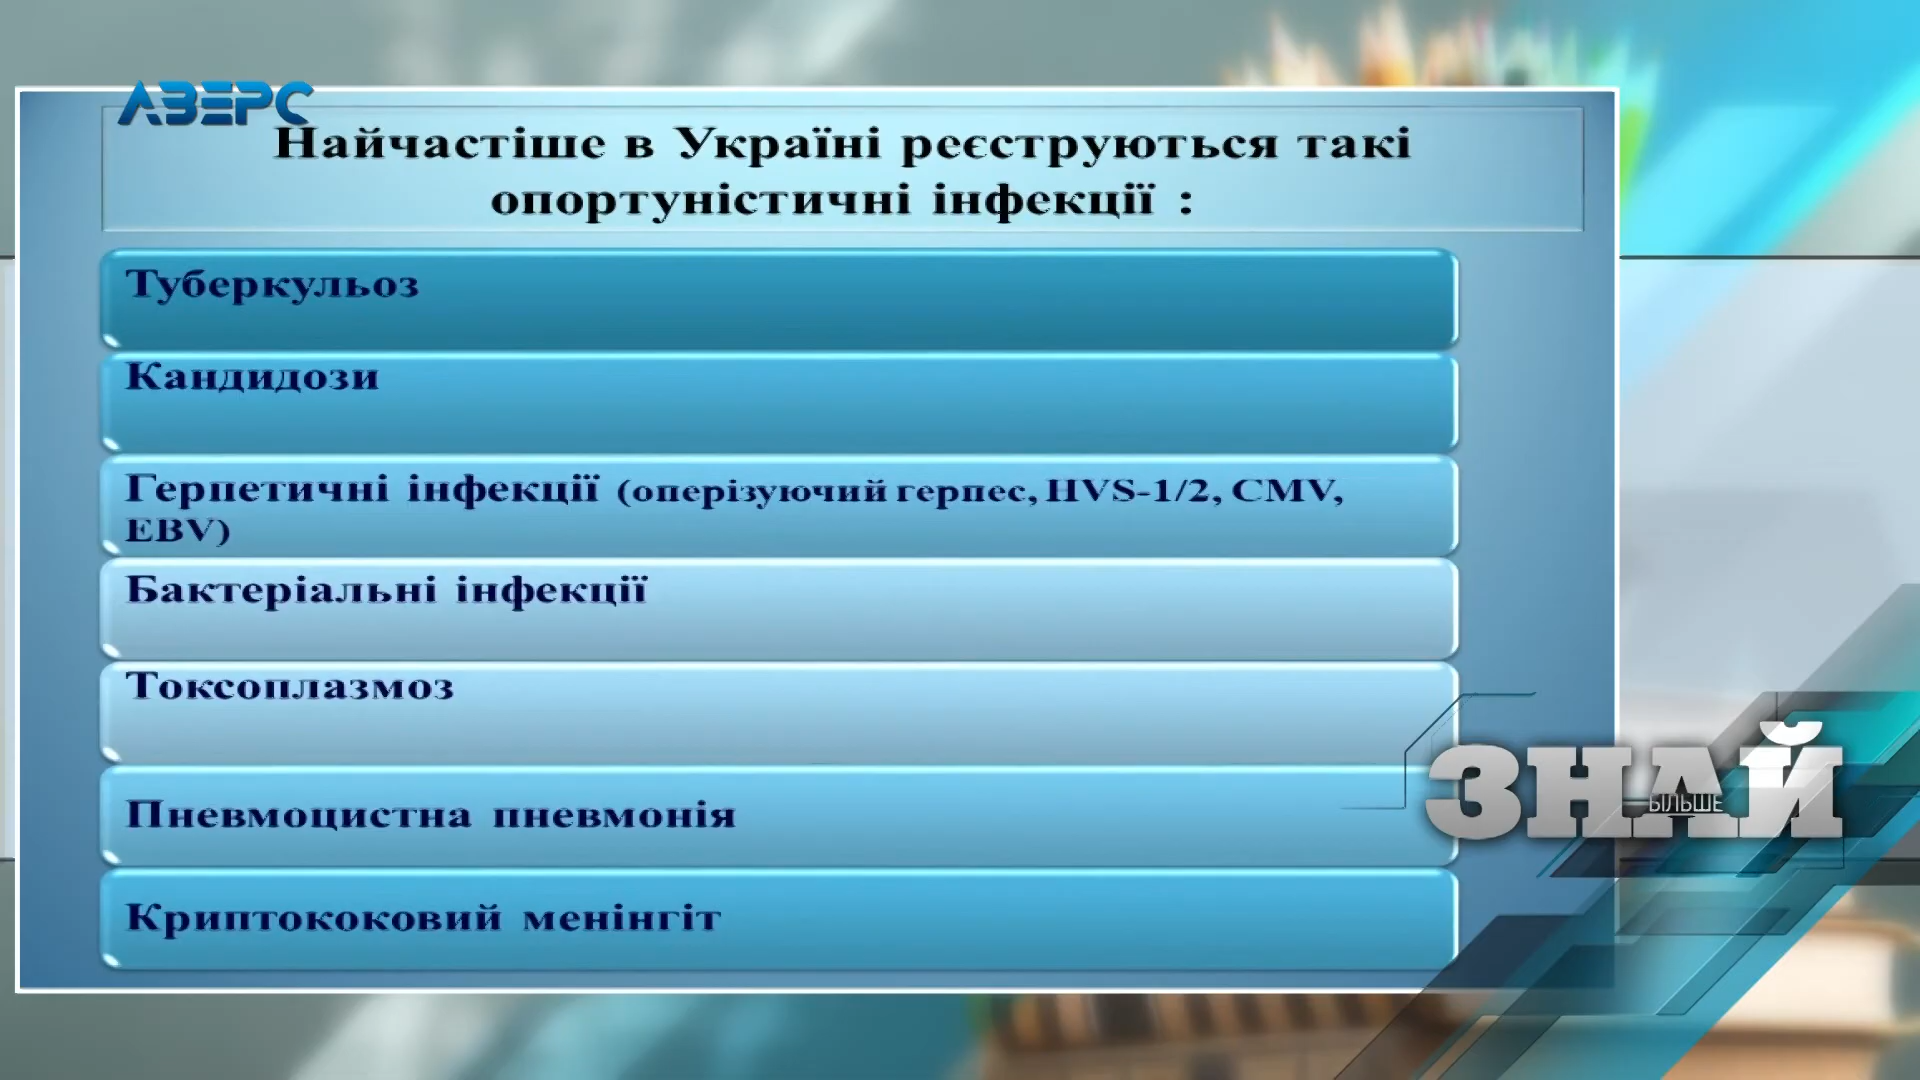 АВЕРС
Найчастіше в Україні реєструються такі
опортуністичні інфекції :
Туберкульоз
Кандидози
Герпетичні інфекції (оперізуючий герпес, HVS-1/2, CMV,
EBV)
Бактеріальні інфекції
Токсоплазмоз
Пневмоцистна пневмонія
Криптококовий менінгіт
ЗНАЙ
БІЛЬШЕ